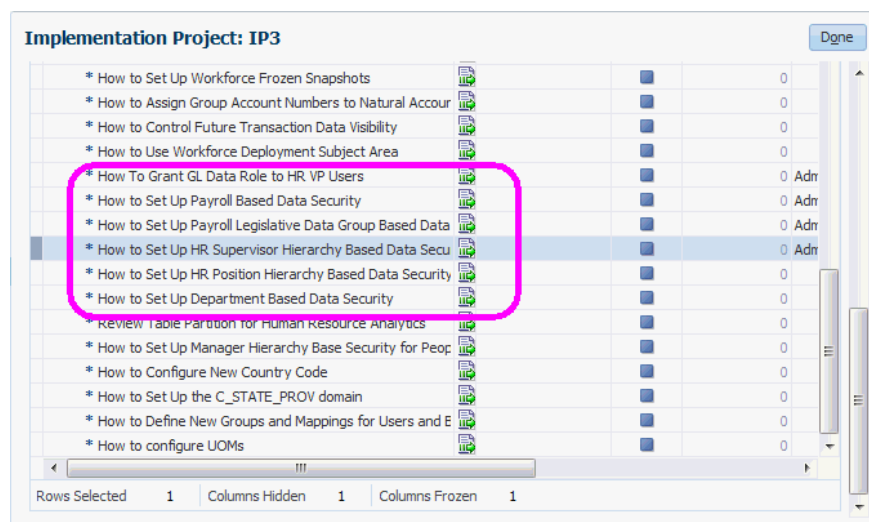 Implementation Project: IP3
Done
* How to Set Up Workforce Frozen Snapshots 0
* How to Assign Group Account Numbers to Natural Accour 0
* How to Control Future Transaction Data Visibility 0
* How to Use Workforce Deployment Subject Area 0
* How To Grant GL Data Role to HR VP Users 0 Adm
* How to Set Up Payroll Based Data Security 0 Adm
* How to Set Up Payroll Legislative Data Group Based Data 0 Adm
* How to Set Up HR Supervisor Hierarchy Based Data Secu 0 Adm
* How to Set Up HR Position Hierarchy Based Data Security 0
* How to Set Up Department Based Data Security 0
* Review Table Partition for Human Resource Analytics 0
* How to Set Up Manager Hierarchy Base Security for Peop 0
* How to Configure New Country Code 0
* How to Set Up the C_STATE_PROV domain 0
* How to Define New Groups and Mappings for Users and E 0
* How to configure UOMs 0
Rows Selected 1 Columns Hidden 1 Columns Frozen 1